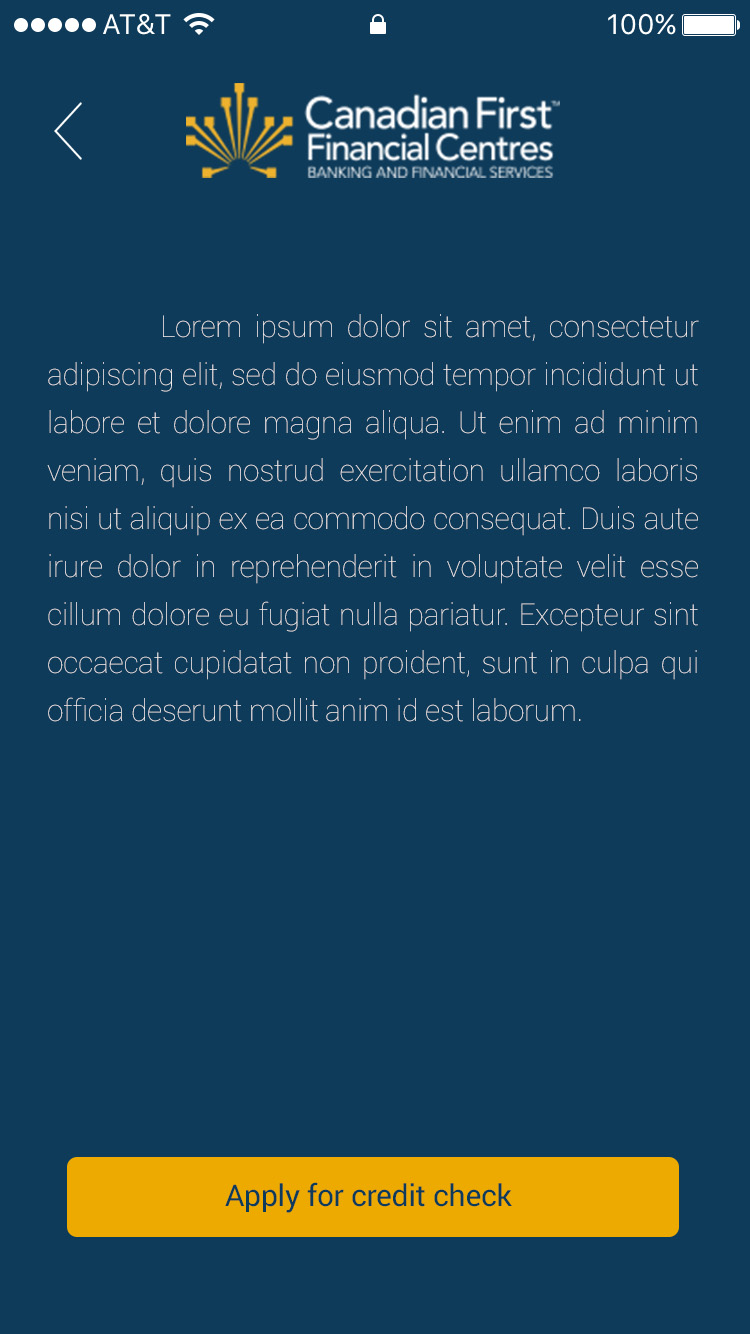 AT&T 100%
Canadian First™
Financial Centres
BANKING AND FINANCIAL SERVICES
Lorem ipsum dolor sit amet, consectetur
adipiscing elit, sed do eiusmod tempor incididunt ut
labore et dolore magna aliqua. Ut enim ad minim
veniam, quis nostrud exercitation ullamco laboris
nisi ut aliquip ex ea commodo consequat. Duis aute
irure dolor in reprehenderit in voluptate velit esse
cillum dolore eu fugiat nulla pariatur. Excepteur sint
occaecat cupidatat non proident, sunt in culpa qui
officia deserunt mollit anim id est laborum.
Apply for credit check